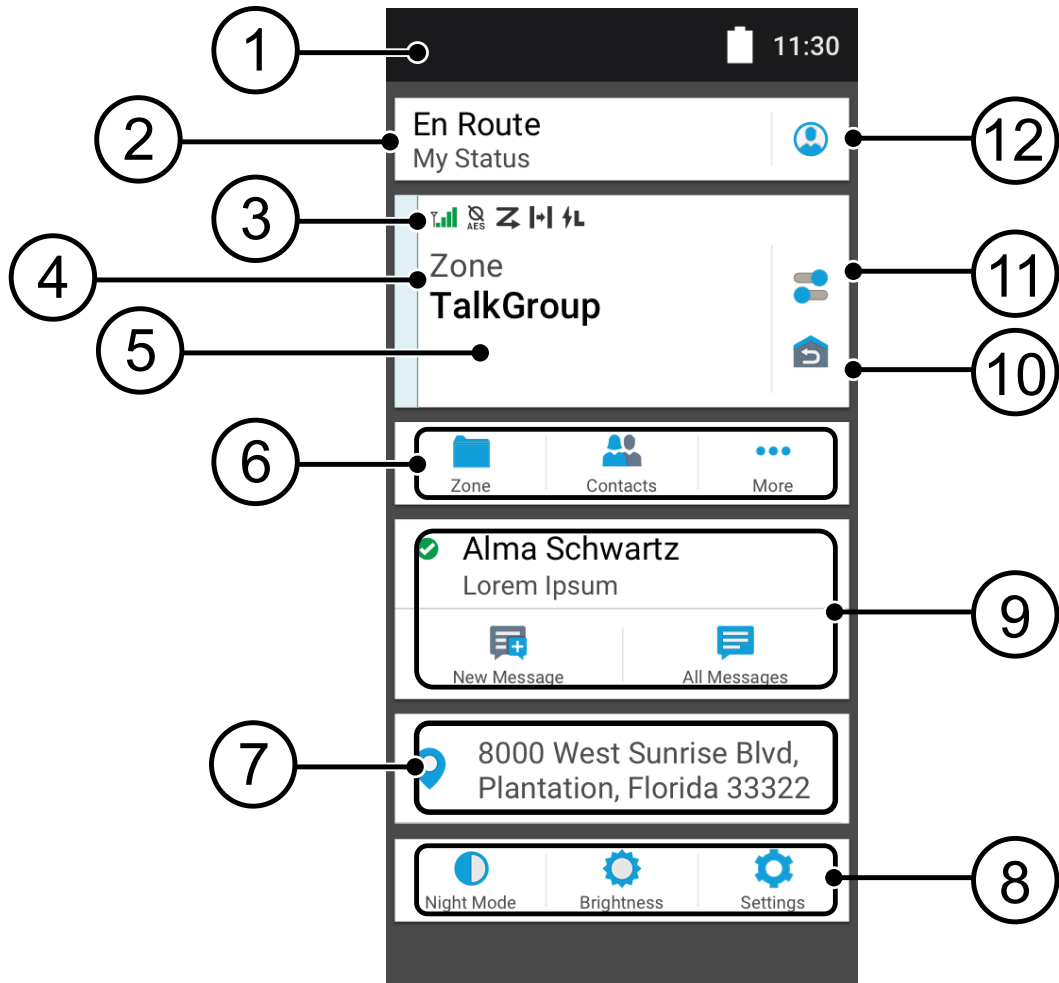 1
11:30
2
En Route
My Status
12
3
AES
L
4
Zone
TalkGroup
11
5
10
6
Zone
Contacts
More
Alma Schwartz
Lorem Ipsum
9
New Message
All Messages
7
8000 West Sunrise Blvd,
Plantation, Florida 33322
8
Night Mode
Brightness
Settings